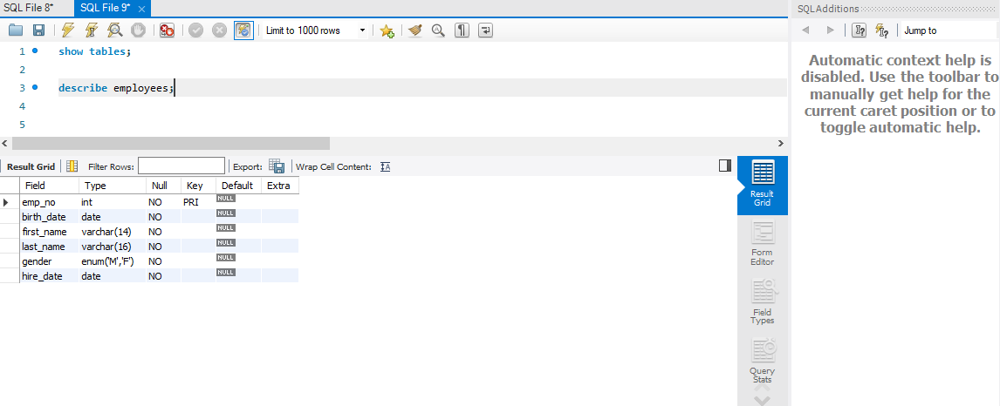 SQL File 8* SQL File 9* ×
SQLAdditions
Limit to 1000 rows
Jump to
1 show tables;
2
3 describe employees;
4
5
Automatic context help is
disabled. Use the toolbar to
manually get help for the
current caret position or to
toggle automatic help.
Result Grid Filter Rows: Export: Wrap Cell Content:
Field Type Null Key Default Extra
emp_no int NO PRI NULL
birth_date date NO NULL
first_name varchar(14) NO NULL
last_name varchar(16) NO NULL
gender enum('M','F') NO NULL
hire_date date NO NULL
Result
Grid
Form
Editor
Field
Types
Query
Stats